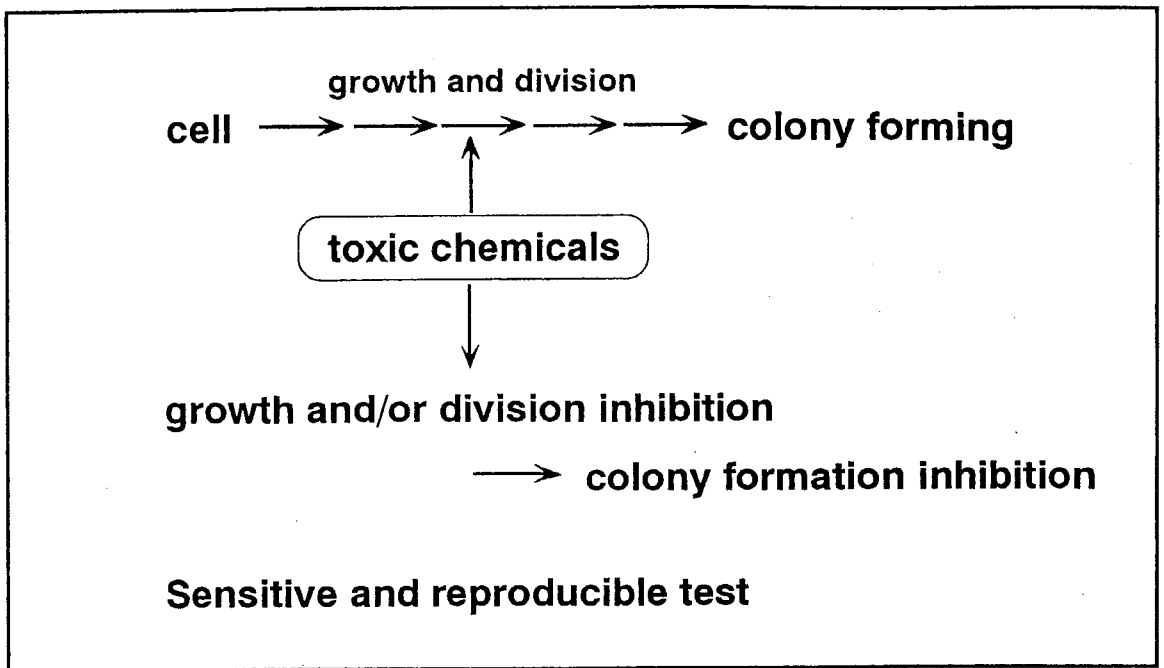 growth and division
cell colony forming
toxic chemicals
growth and/or division inhibition
colony formation inhibition
Sensitive and reproducible test